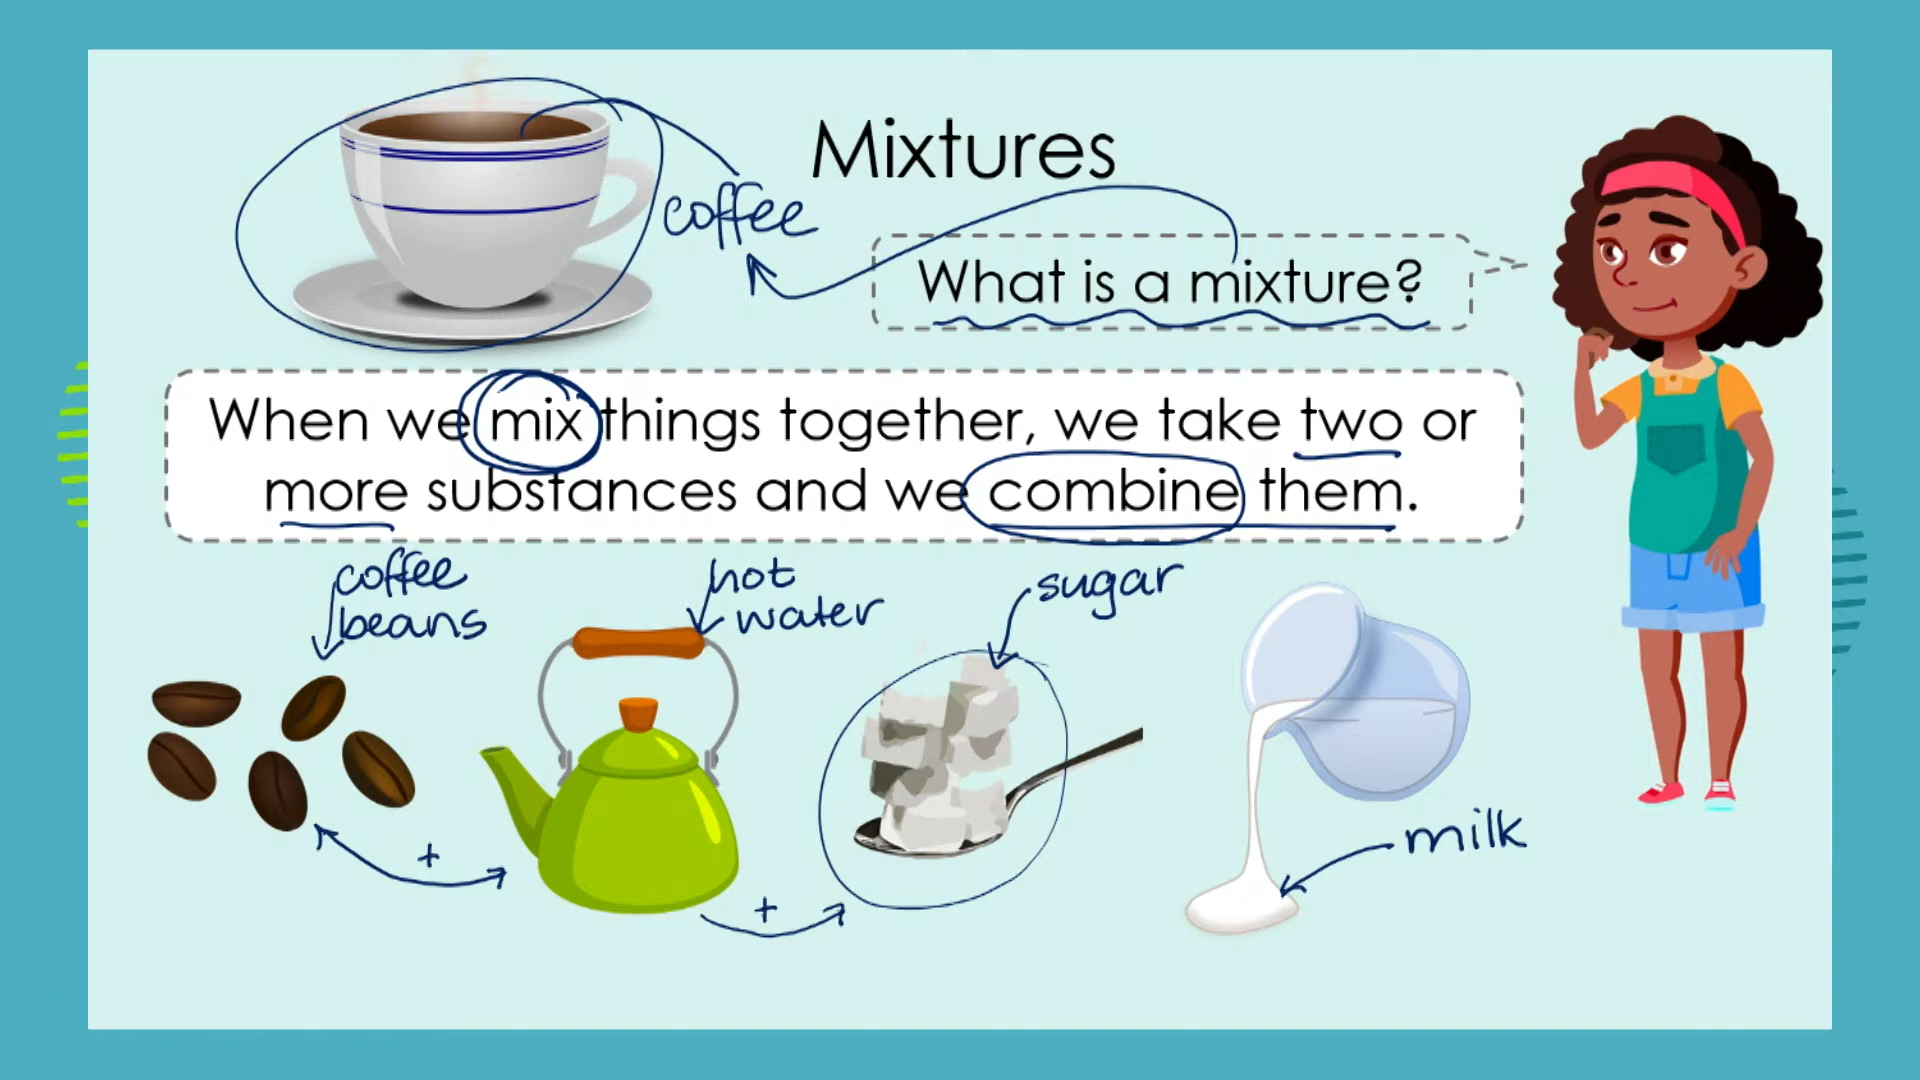 Mixtures
coffee
What is a mixture?
When we mix things together, we take two or
more substances and we combine them.
coffee
beans
hot
water
sugar
+
+
milk